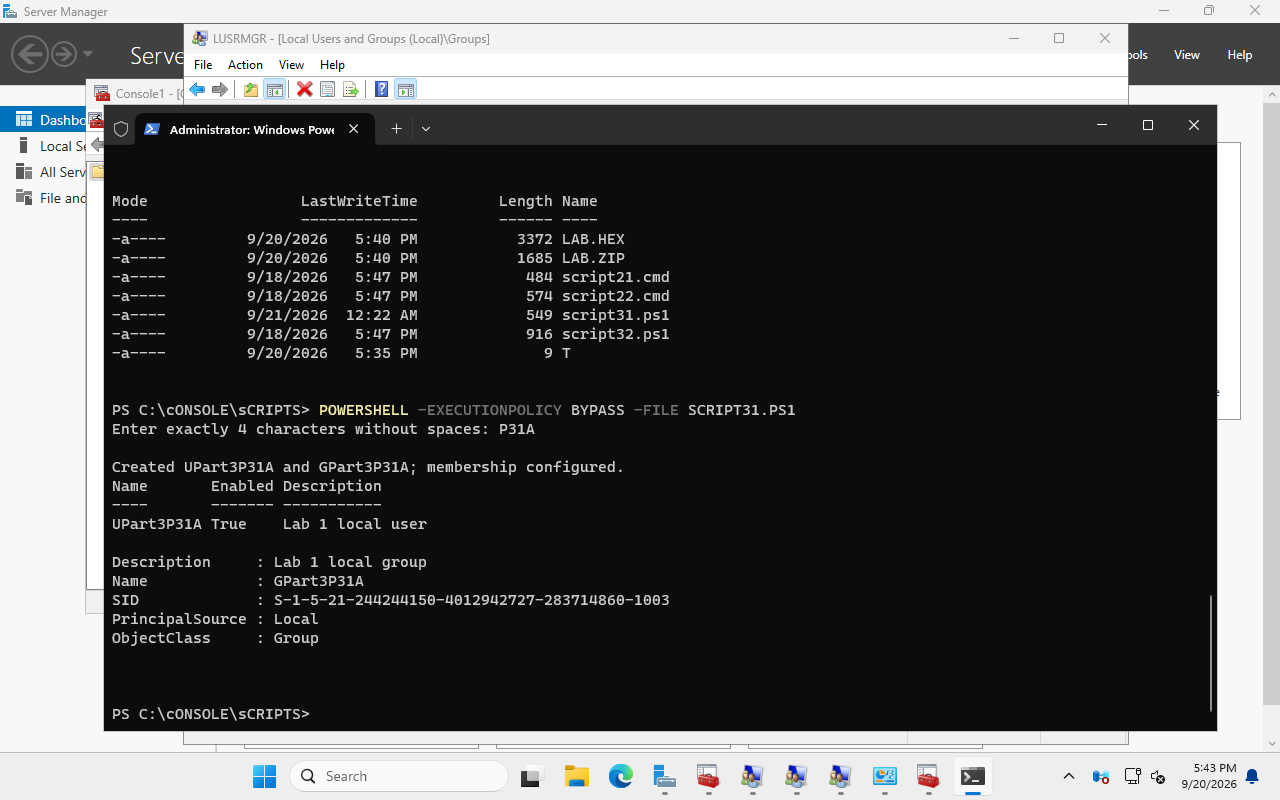 Server Manager
LUSRMGR - [Local Users and Groups (Local)\Groups]
Serve
File Action View Help
ools View Help
Console1 - [C
Dashbo
Local Se
All Serv
File and
Administrator: Windows Powe
Mode                 LastWriteTime         Length Name
----                 -------------         ------ ----
-a----         9/20/2026   5:40 PM           3372 LAB.HEX
-a----         9/20/2026   5:40 PM           1685 LAB.ZIP
-a----         9/18/2026   5:47 PM            484 script21.cmd
-a----         9/18/2026   5:47 PM            574 script22.cmd
-a----         9/21/2026  12:22 AM            549 script31.ps1
-a----         9/18/2026   5:47 PM            916 script32.ps1
-a----         9/20/2026   5:35 PM              9 T
PS C:\cONSOLE\sCRIPTS> POWERSHELL -EXECUTIONPOLICY BYPASS -FILE SCRIPT31.PS1
Enter exactly 4 characters without spaces: P31A
Created UPart3P31A and GPart3P31A; membership configured.
Name       Enabled Description
----       ------- -----------
UPart3P31A True    Lab 1 local user
Description     : Lab 1 local group
Name            : GPart3P31A
SID             : S-1-5-21-244244150-4012942727-283714860-1003
PrincipalSource : Local
ObjectClass     : Group
PS C:\cONSOLE\sCRIPTS>
Search
5:43 PM
9/20/2026